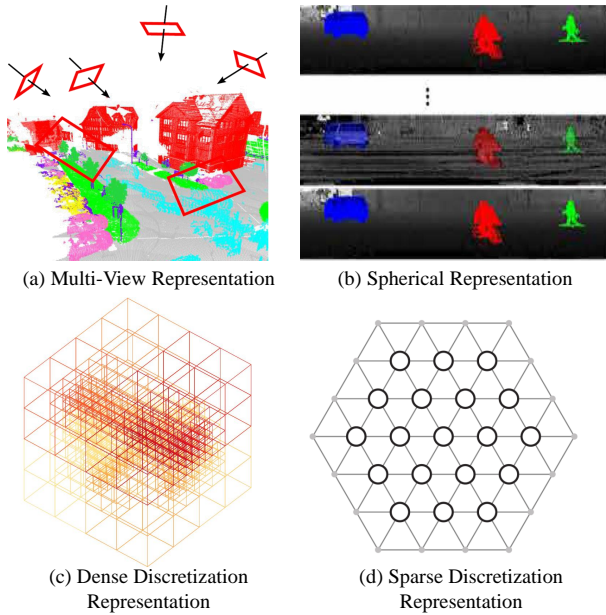 (a) Multi-View Representation
(b) Spherical Representation
(c) Dense Discretization
Representation
(d) Sparse Discretization
Representation